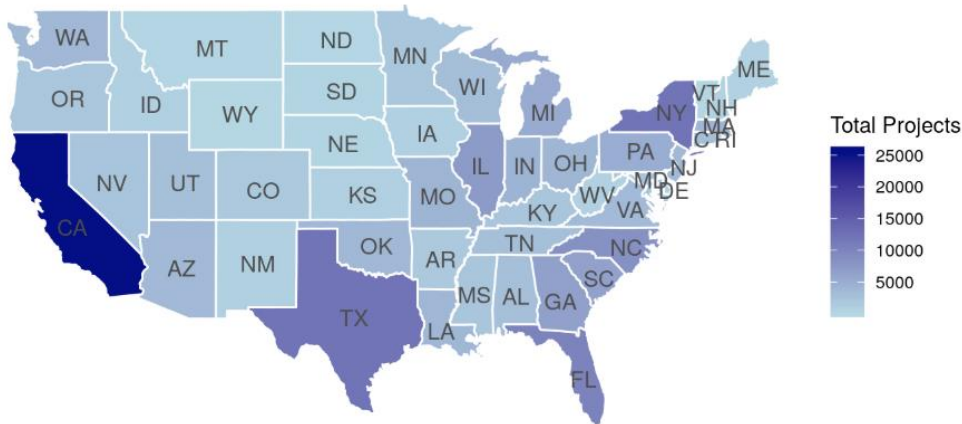 WA
MT
ND
MN
VT
ME
OR
ID
WY
SD
WI
MI
NY
NH
MA
C RI
NV
UT
CO
NE
IA
IL
IN
OH
PA
NJ
MD
DE
CA
KS
MO
KY
WV
VA
AZ
NM
OK
AR
TN
NC
SC
TX
LA
MS
AL
GA
FL
Total Projects
25000
20000
15000
10000
5000